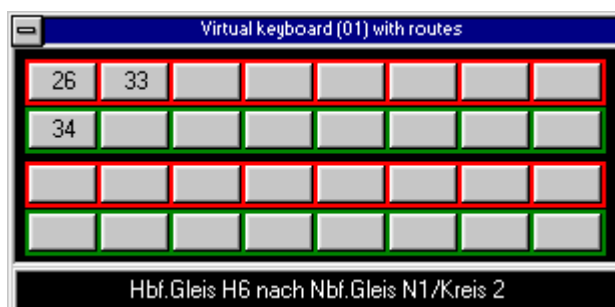 Virtual keyboard (01) with routes
26 33
34
Hbf.Gleis H6 nach Nbf.Gleis N1/Kreis 2